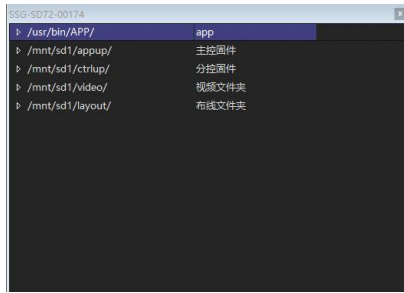 SSG-SD72-00174
/usr/bin/APP/ app
/mnt/sd1/appup/ 主控固件
/mnt/sd1/ctrlup/ 分控固件
/mnt/sd1/video/ 视频文件夹
/mnt/sd1/layout/ 布线文件夹